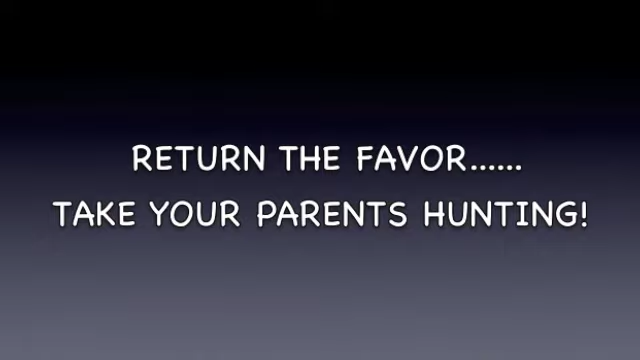 RETURN THE FAVOR......
TAKE YOUR PARENTS HUNTING!